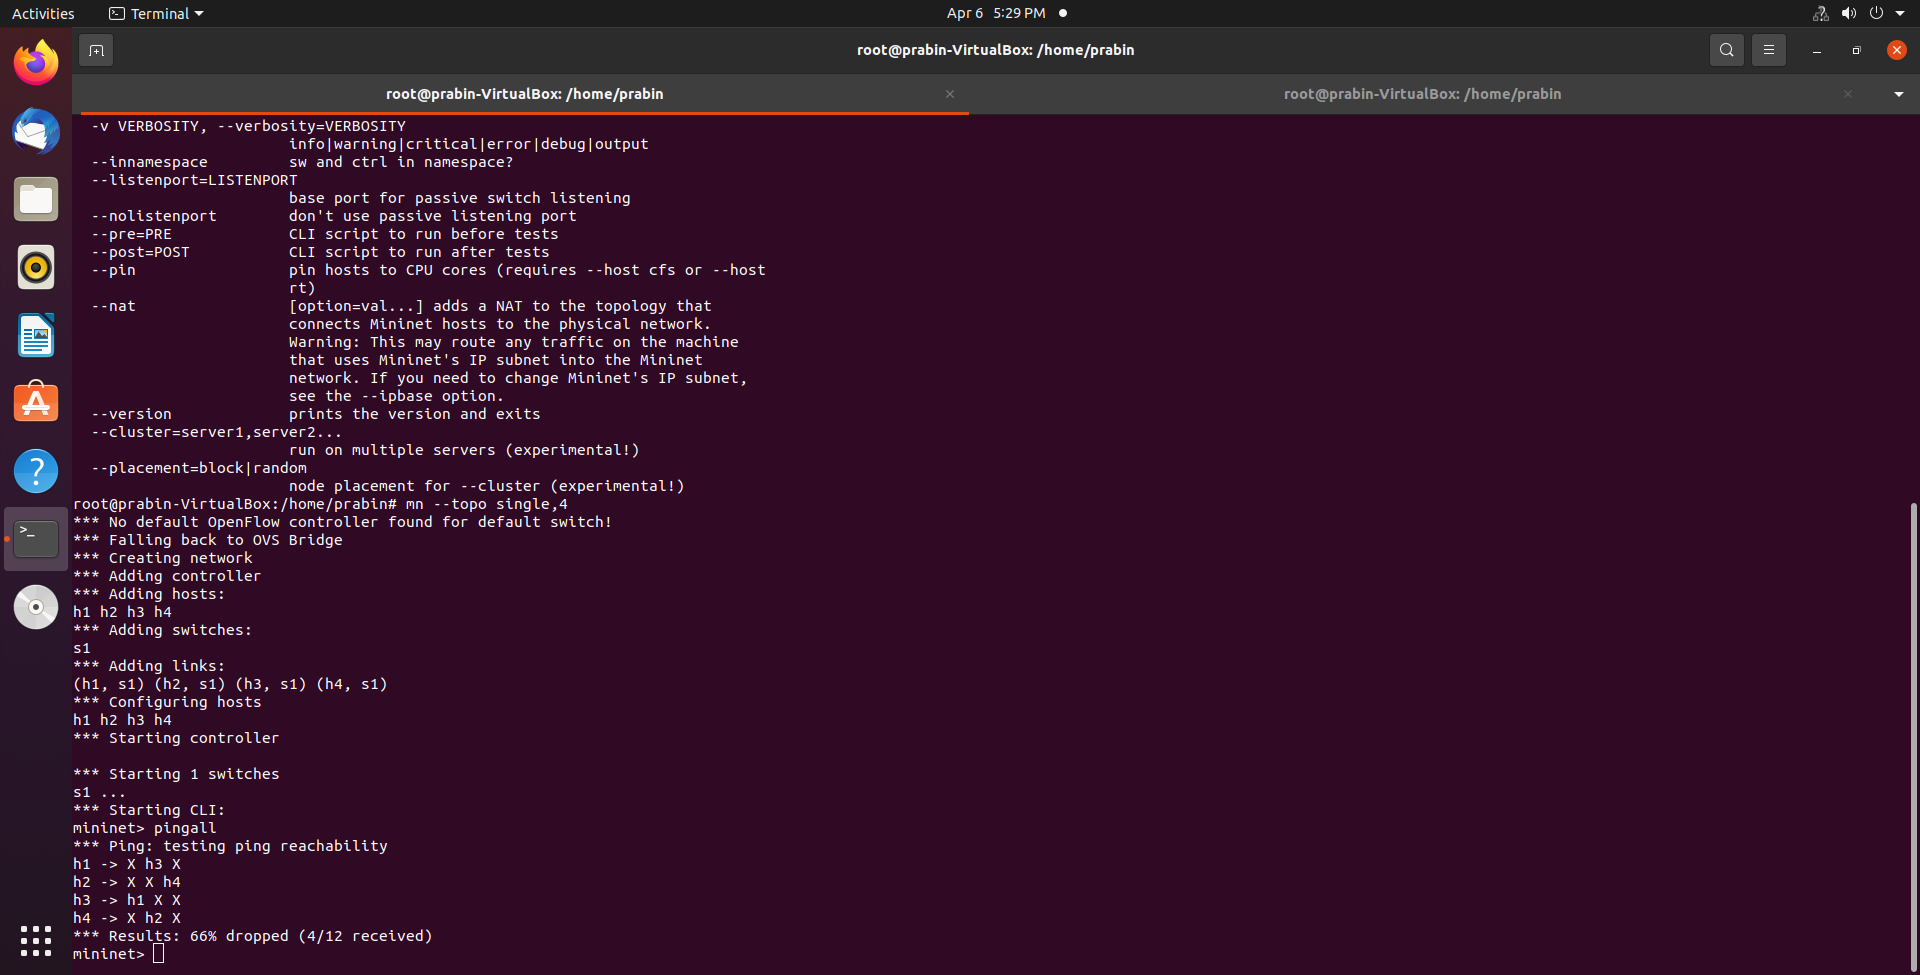 Activities
Terminal
Apr 6 5:29 PM
root@prabin-VirtualBox: /home/prabin
root@prabin-VirtualBox: /home/prabin
root@prabin-VirtualBox: /home/prabin
-v VERBOSITY, --verbosity=VERBOSITY
info|warning|critical|error|debug|output
--innamespace sw and ctrl in namespace?
--listenport=LISTENPORT
base port for passive switch listening
--nolistenport don't use passive listening port
--pre=PRE CLI script to run before tests
--post=POST CLI script to run after tests
--pin pin hosts to CPU cores (requires --host cfs or --host
rt)
--nat [option=val...] adds a NAT to the topology that
connects Mininet hosts to the physical network.
Warning: This may route any traffic on the machine
that uses Mininet's IP subnet into the Mininet
network. If you need to change Mininet's IP subnet,
see the --ipbase option.
--version prints the version and exits
--cluster=server1,server2...
run on multiple servers (experimental!)
--placement=block|random
node placement for --cluster (experimental!)
root@prabin-VirtualBox:/home/prabin# mn --topo single,4
*** No default OpenFlow controller found for default switch!
*** Falling back to OVS Bridge
*** Creating network
*** Adding controller
*** Adding hosts:
h1 h2 h3 h4
*** Adding switches:
s1
*** Adding links:
(h1, s1) (h2, s1) (h3, s1) (h4, s1)
*** Configuring hosts
h1 h2 h3 h4
*** Starting controller
*** Starting 1 switches
s1 ...
*** Starting CLI:
mininet> pingall
*** Ping: testing ping reachability
h1 -> X h3 X
h2 -> X X h4
h3 -> h1 X X
h4 -> X h2 X
*** Results: 66% dropped (4/12 received)
mininet>